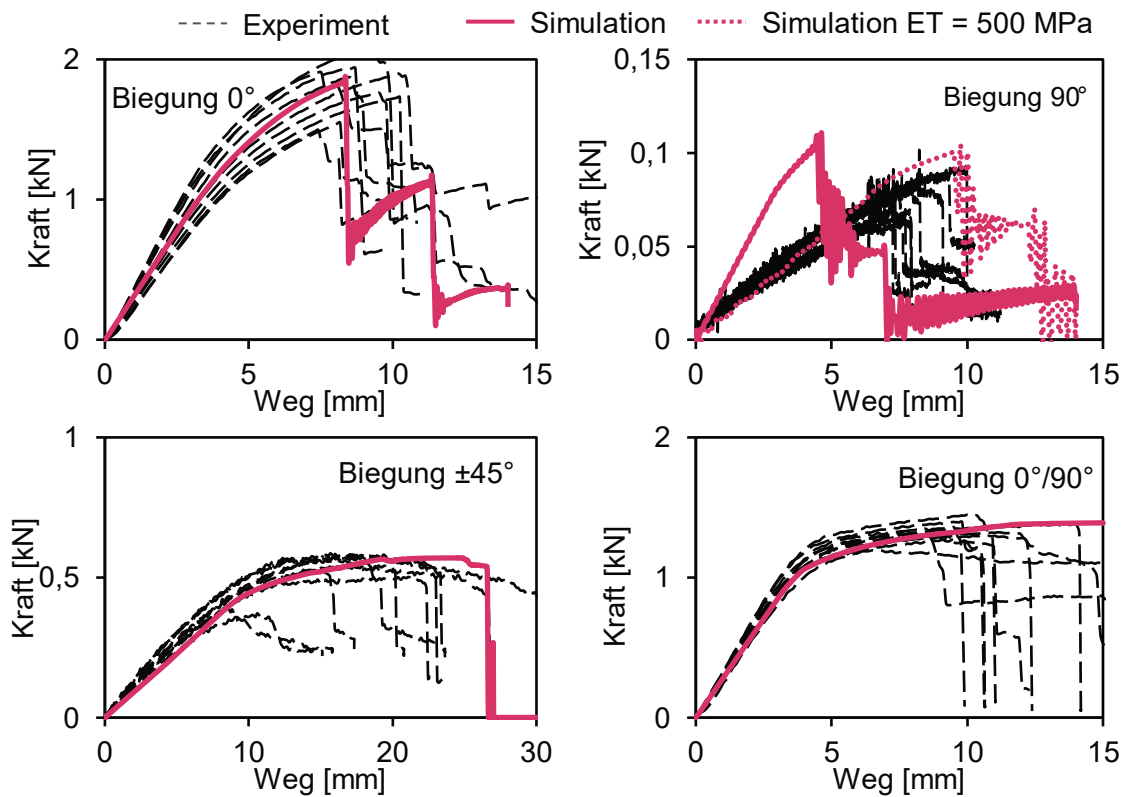 Experiment Simulation Simulation ET = 500 MPa
2
1
0
0 5 10 15
Kraft [kN]
Weg [mm]
Biegung 0°
0,15
0,1
0,05
0
0 5 10 15
Kraft [kN]
Weg [mm]
Biegung 90°
1
0,5
0
0 10 20 30
Kraft [kN]
Weg [mm]
Biegung ±45°
2
1
0
0 5 10 15
Kraft [kN]
Weg [mm]
Biegung 0°/90°